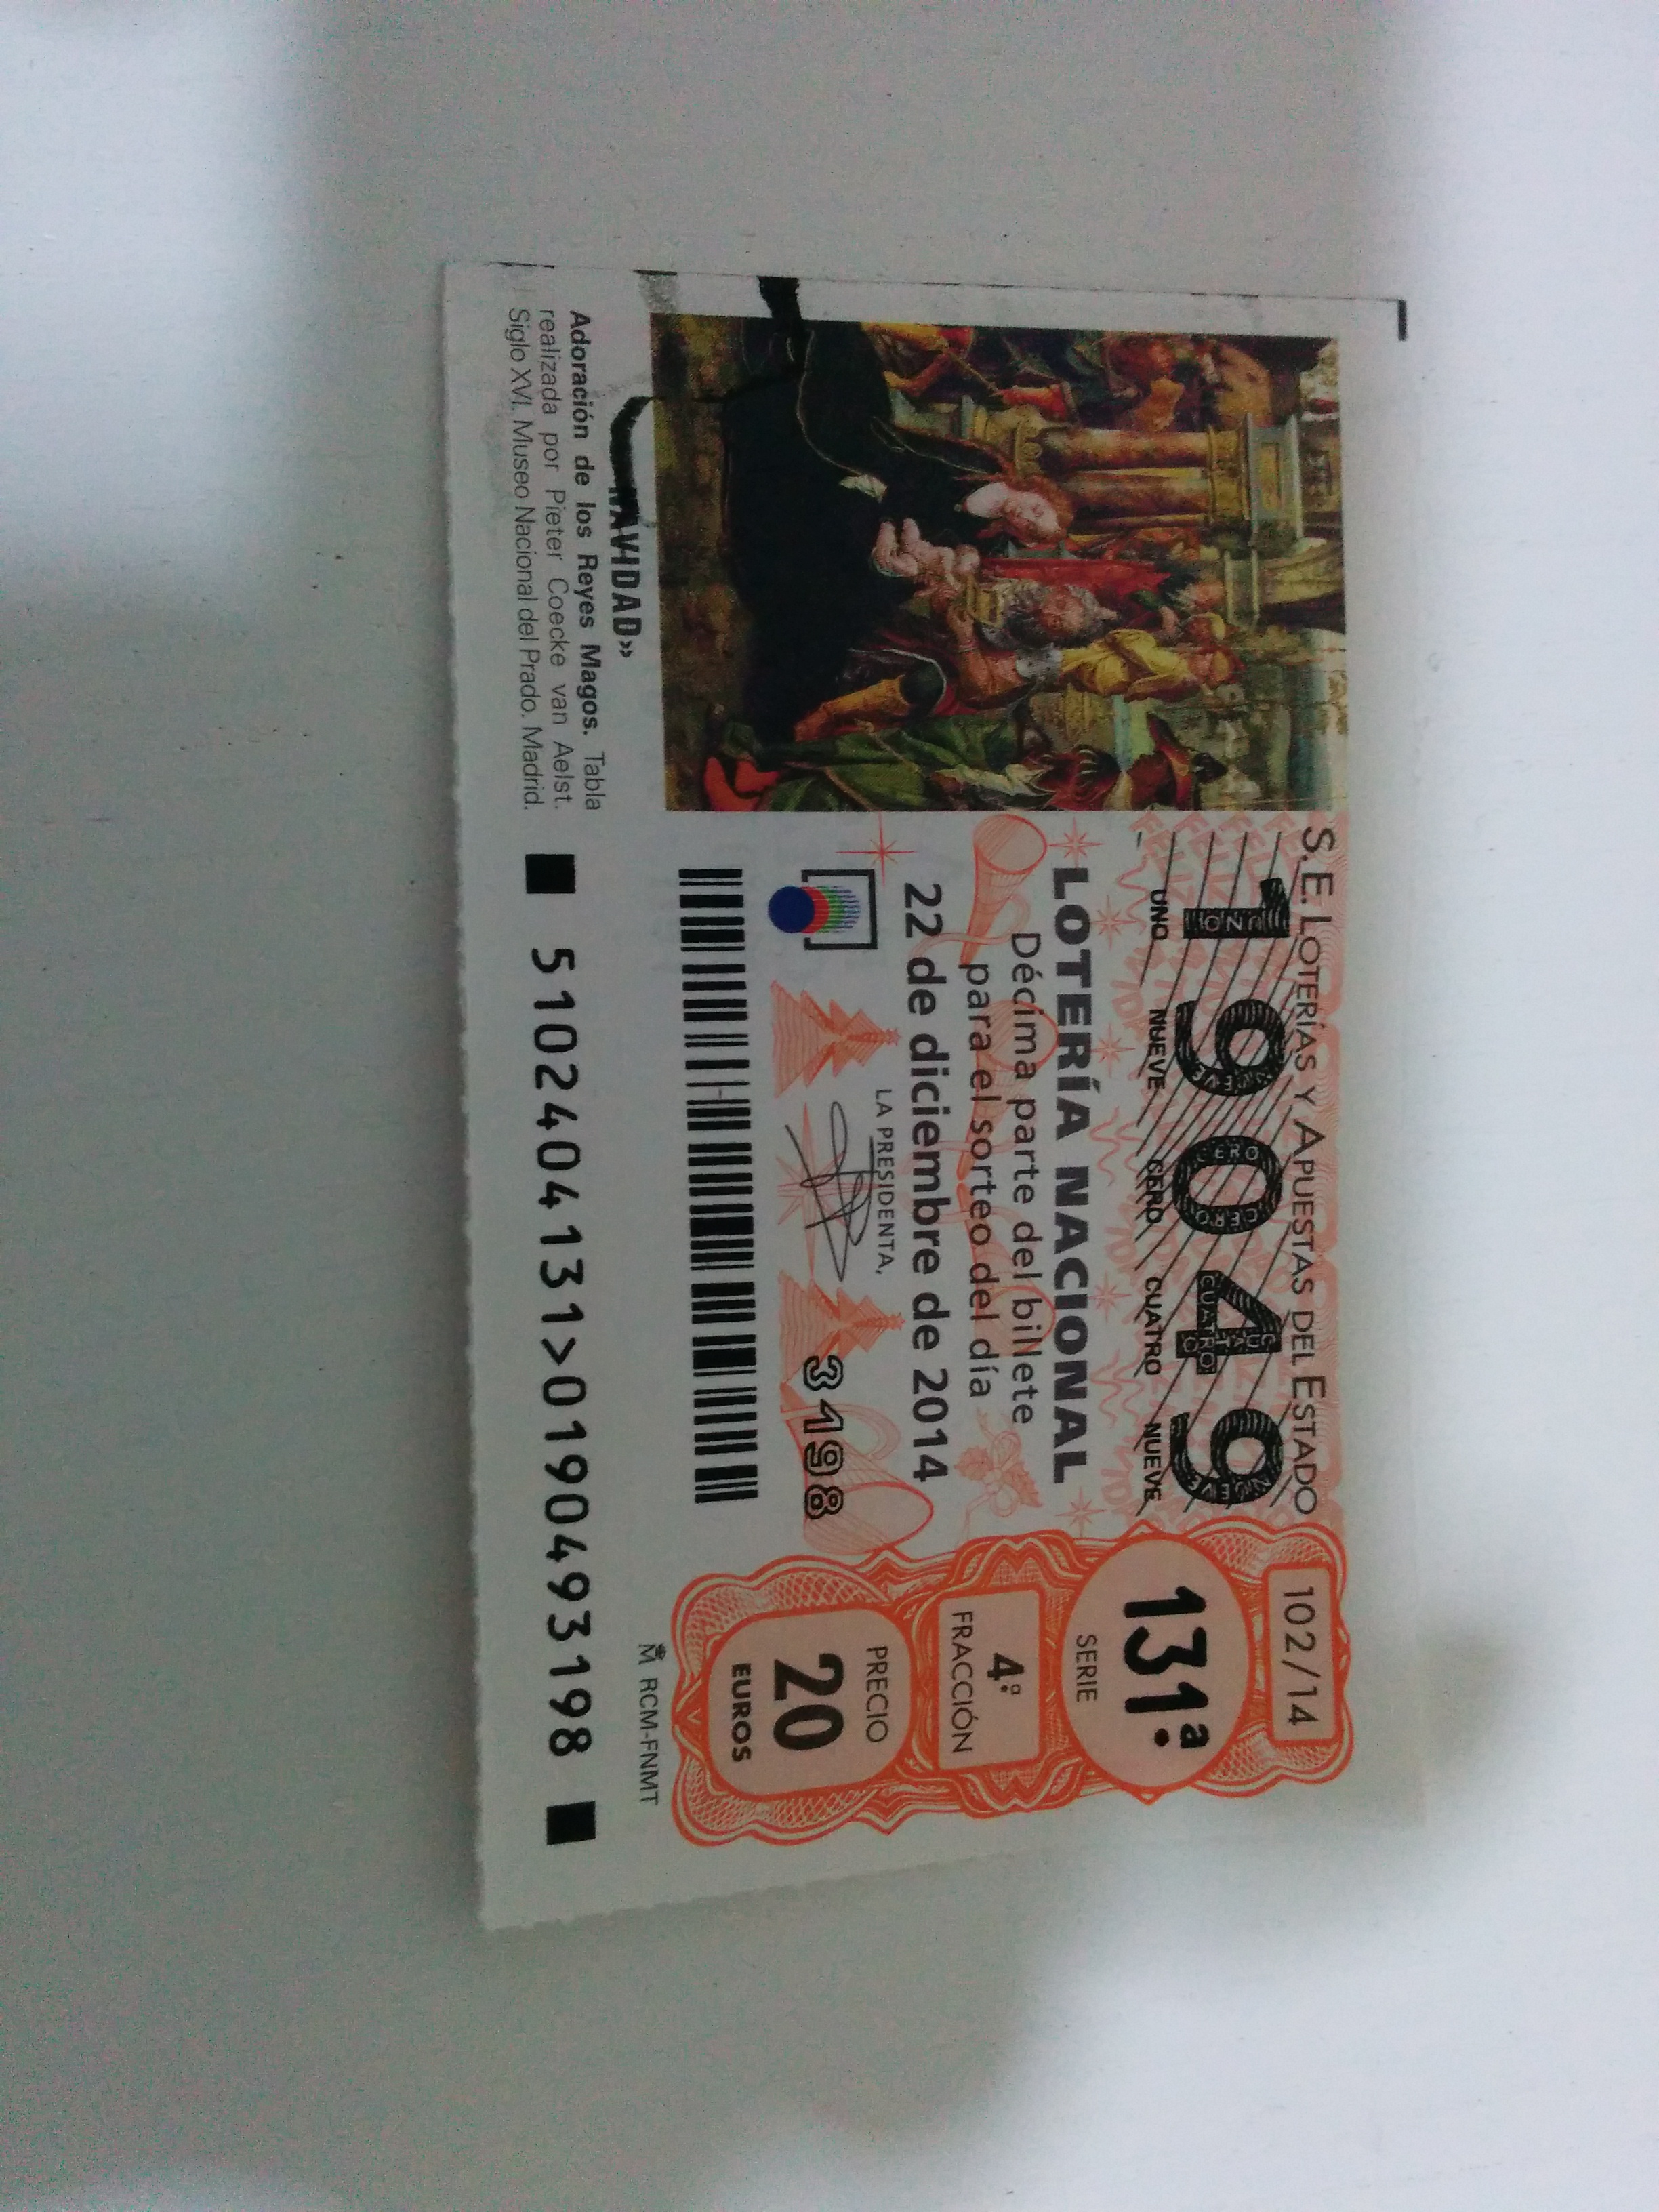 S.E. LOTERÍAS Y APUESTAS DEL ESTADO
19049
UNO NUEVE CERO CUATRO NUEVE
LOTERÍA NACIONAL
Décima parte del billete
para el sorteo del día
22 de diciembre de 2014
LA PRESIDENTA,
3198
102/14
131ª
SERIE
4ª
FRACCIÓN
PRECIO
20
EUROS
RCM-FNMT
NAVIDAD»
Adoración de los Reyes Magos. Tabla
realizada por Pieter Coecke van Aelst.
Siglo XVI. Museo Nacional del Prado. Madrid.
5102404131>0190493198